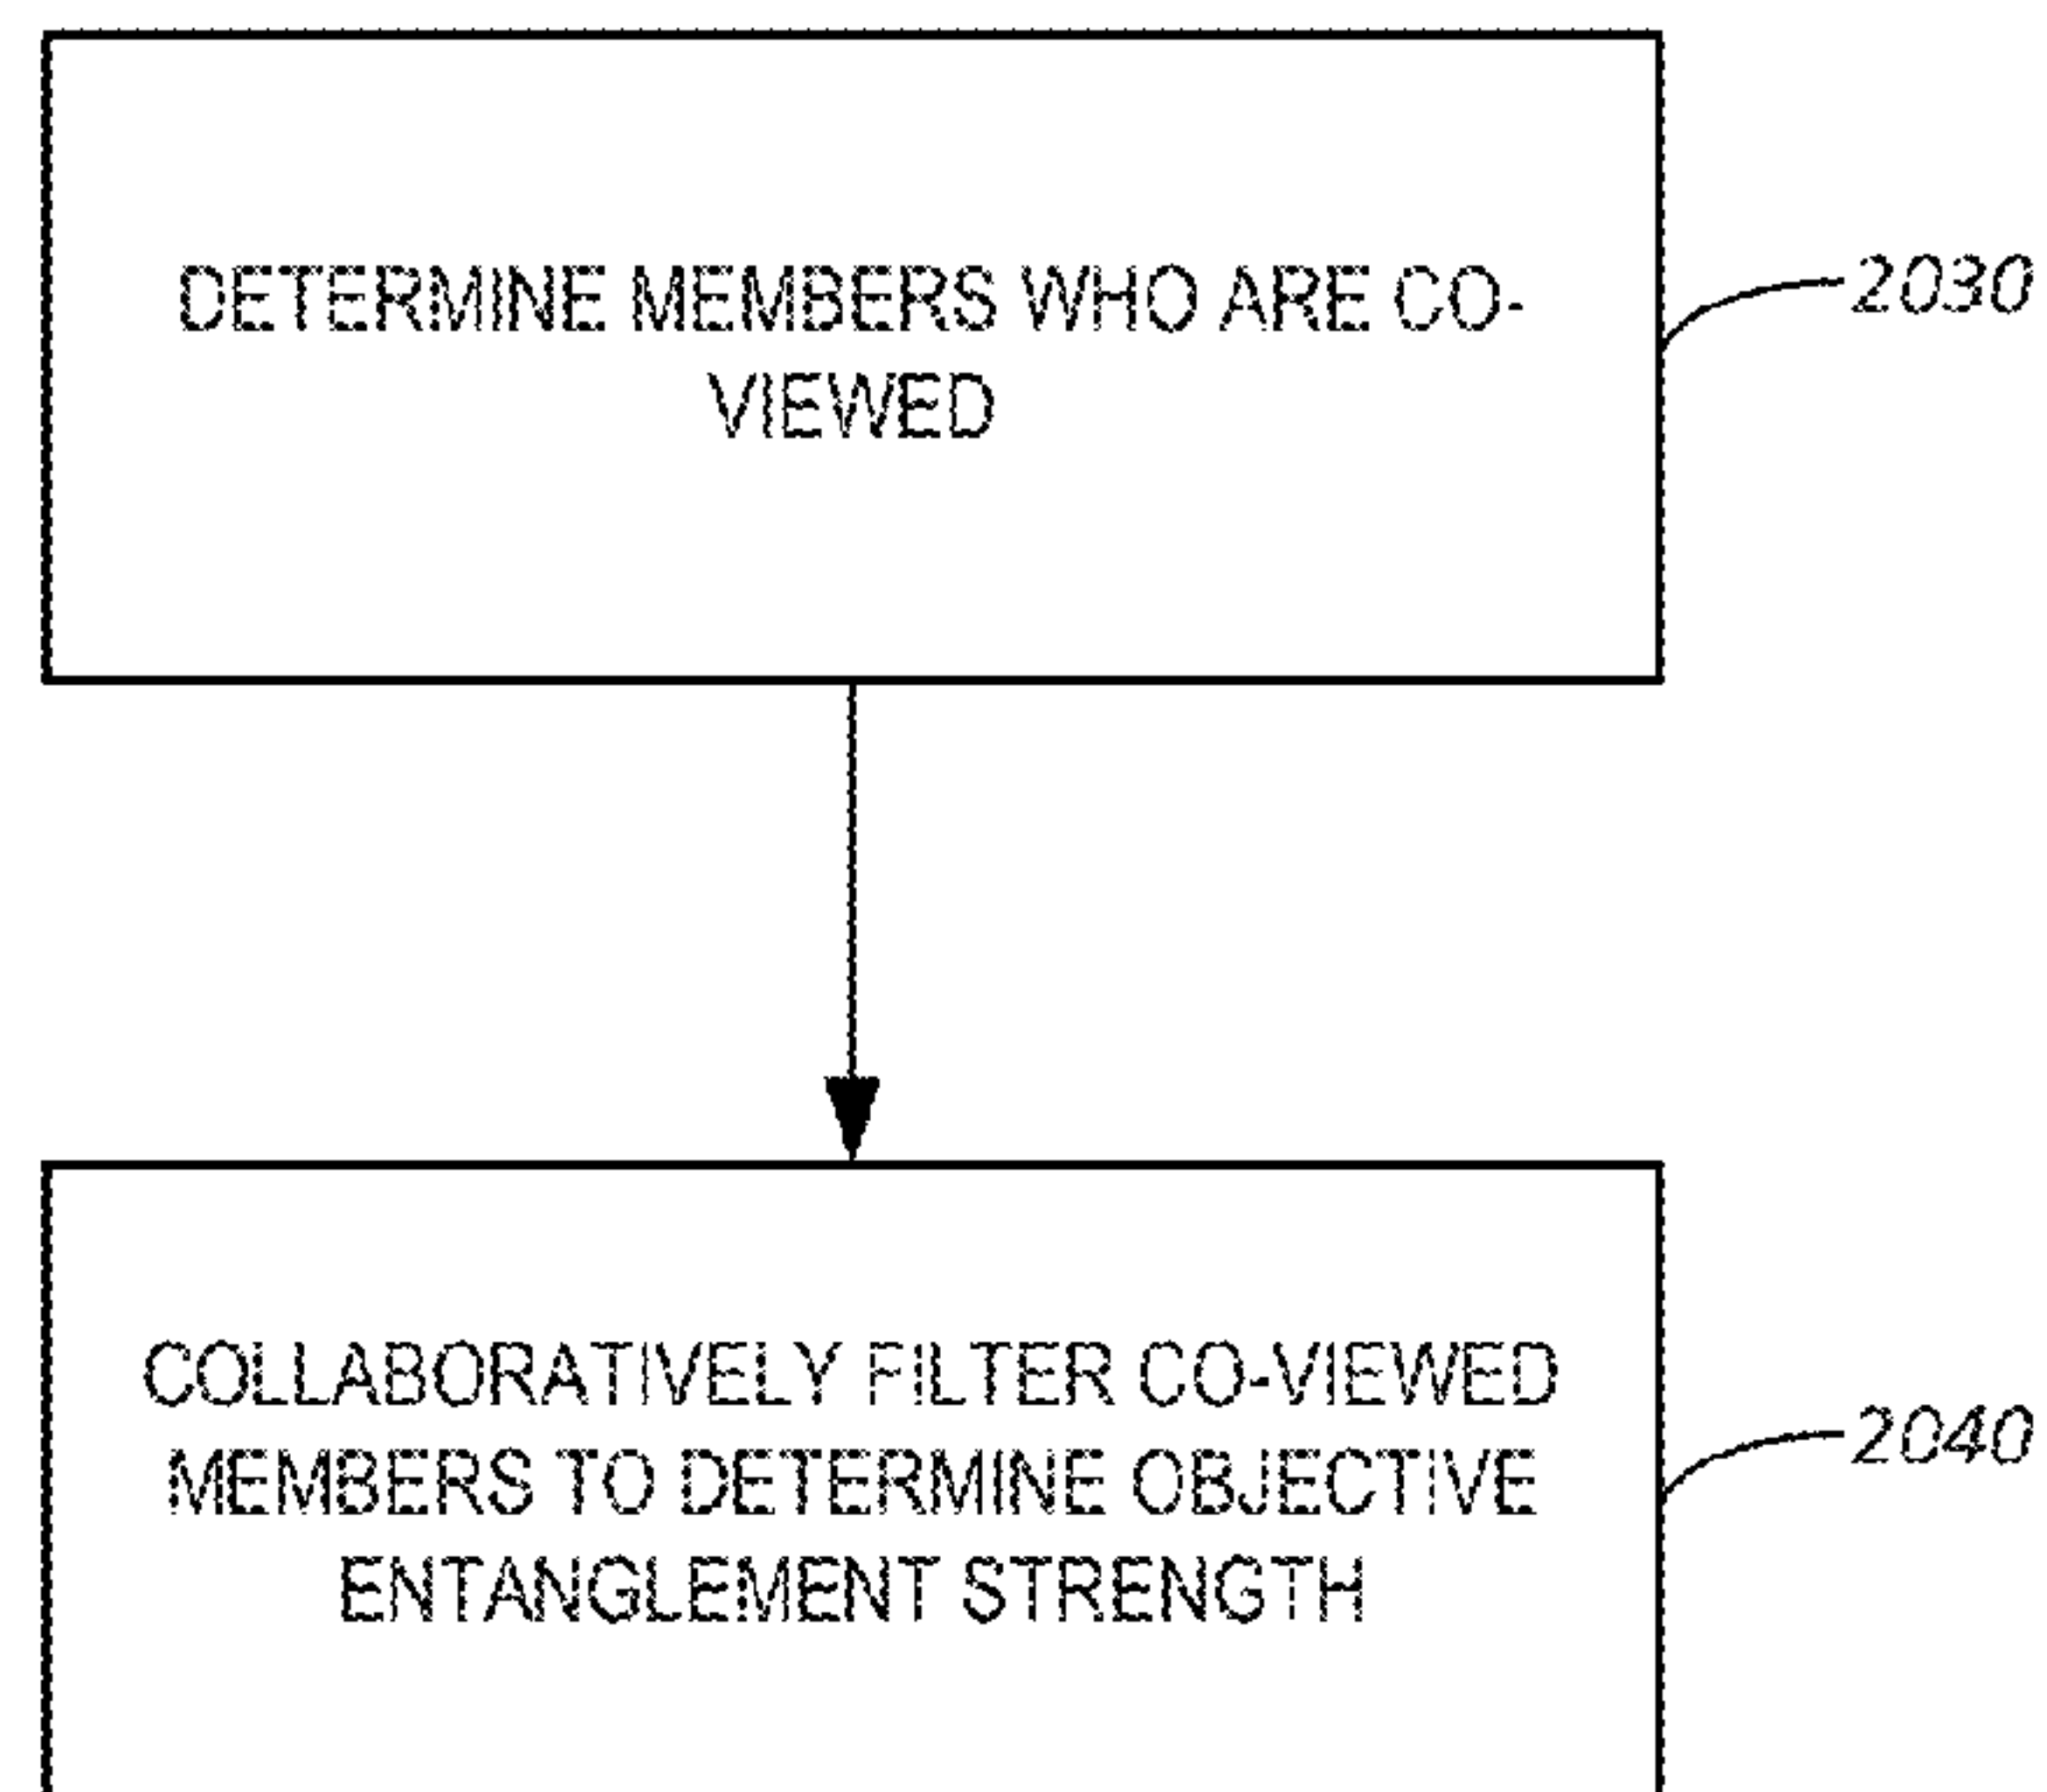 DETERMINE MEMBERS WHO ARE CO-
VIEWED
2030
COLLABORATIVELY FILTER CO-VIEWED
MEMBERS TO DETERMINE OBJECTIVE
ENTANGLEMENT STRENGTH
2040